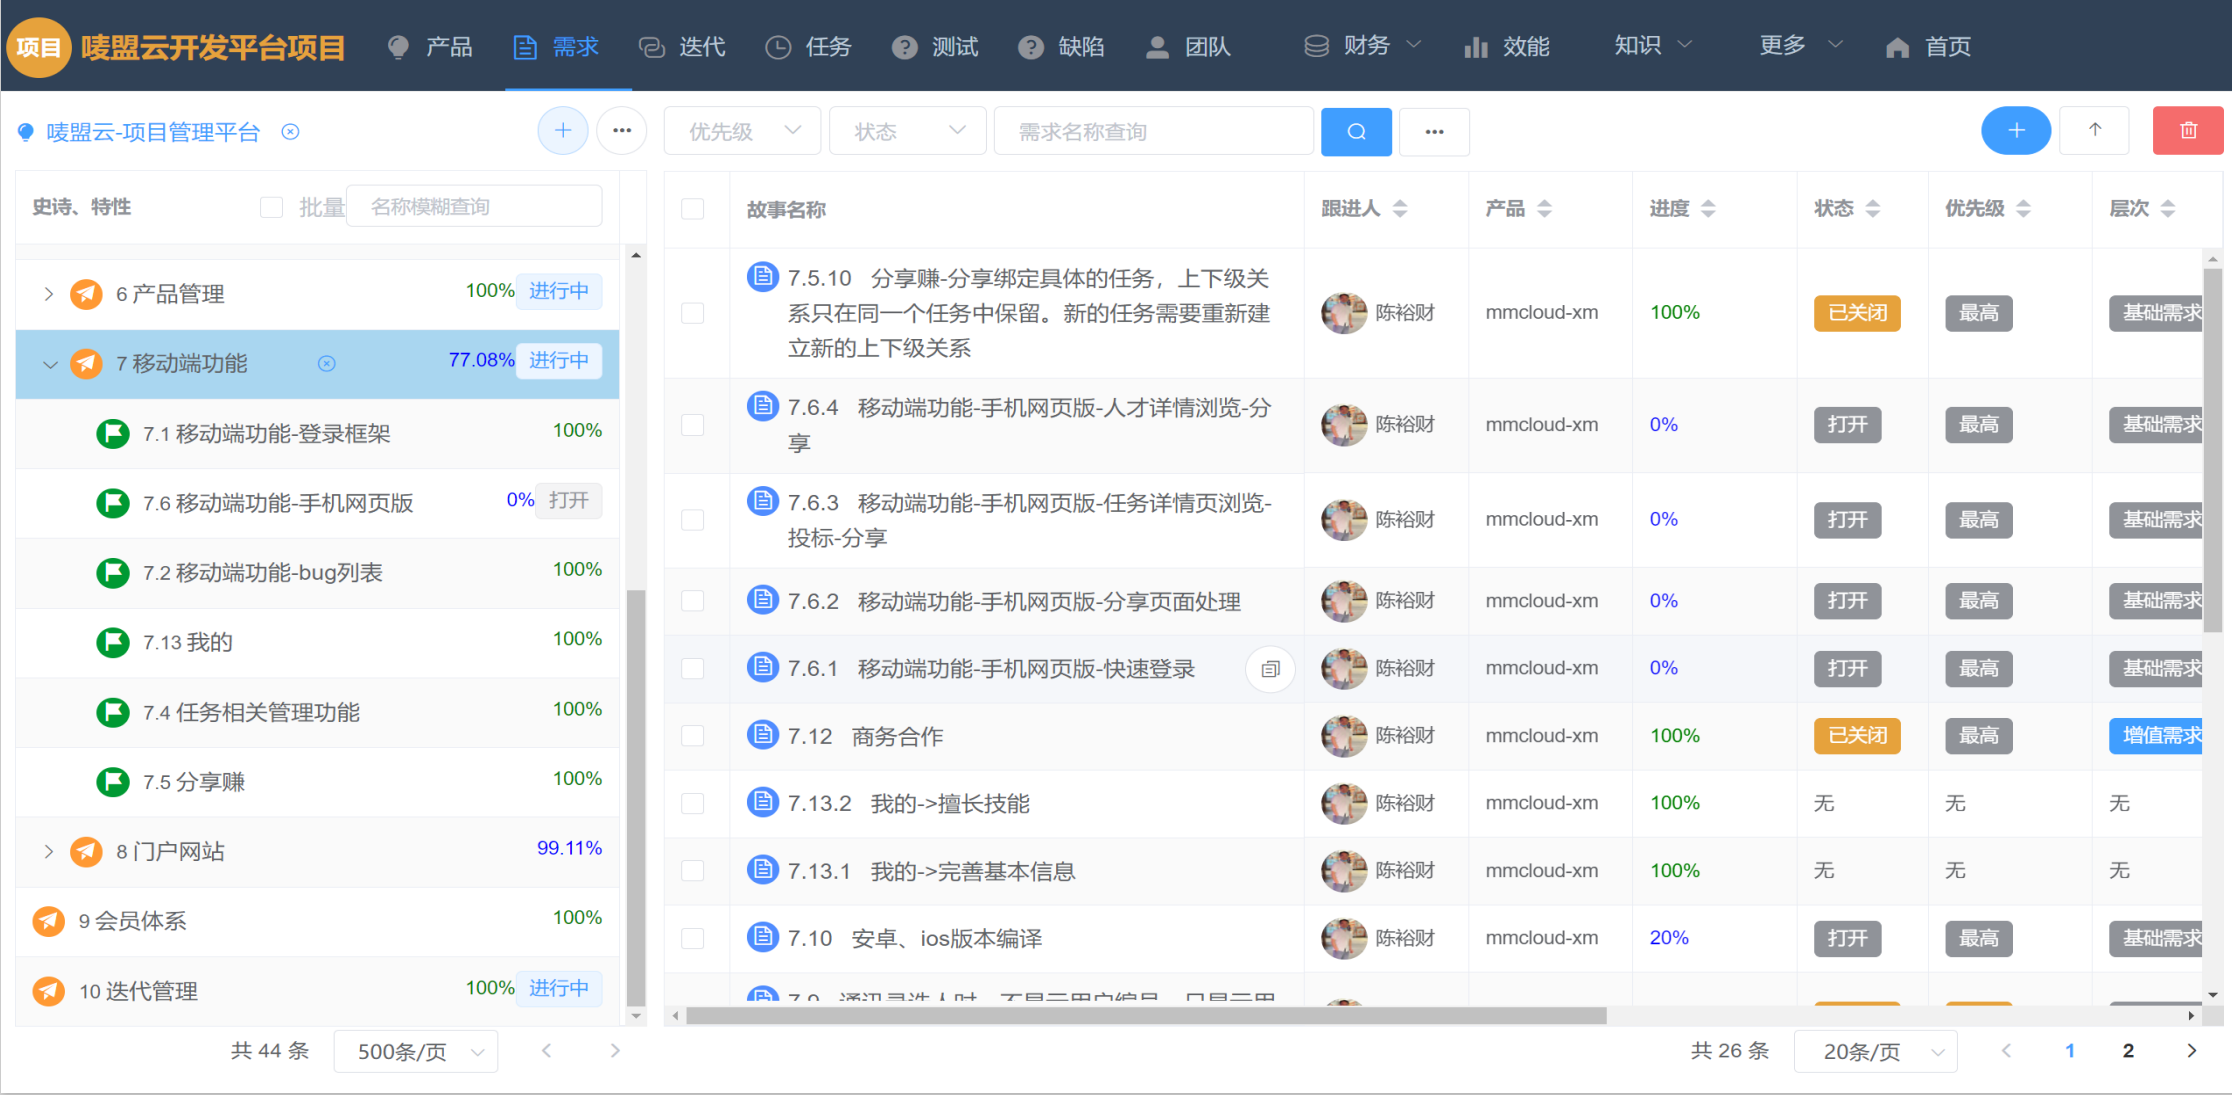 项目 唛盟云开发平台项目 产品 需求 迭代 任务 测试 缺陷 团队 财务 效能 知识 更多 首页
唛盟云-项目管理平台
优先级 状态 需求名称查询
史诗、特性 批量 名称模糊查询
6 产品管理 100% 进行中
7 移动端功能 77.08% 进行中
7.1 移动端功能-登录框架 100%
7.6 移动端功能-手机网页版 0% 打开
7.2 移动端功能-bug列表 100%
7.13 我的 100%
7.4 任务相关管理功能 100%
7.5 分享赚 100%
8 门户网站 99.11%
9 会员体系 100%
10 迭代管理 100% 进行中
共 44 条 500条/页
故事名称 跟进人 产品 进度 状态 优先级 层次
7.5.10 分享赚-分享绑定具体的任务，上下级关
系只在同一个任务中保留。新的任务需要重新建
立新的上下级关系
陈裕财 mmcloud-xm 100% 已关闭 最高 基础需求
7.6.4 移动端功能-手机网页版-人才详情浏览-分
享
陈裕财 mmcloud-xm 0% 打开 最高 基础需求
7.6.3 移动端功能-手机网页版-任务详情页浏览-
投标-分享
陈裕财 mmcloud-xm 0% 打开 最高 基础需求
7.6.2 移动端功能-手机网页版-分享页面处理 陈裕财 mmcloud-xm 0% 打开 最高 基础需求
7.6.1 移动端功能-手机网页版-快速登录 陈裕财 mmcloud-xm 0% 打开 最高 基础需求
7.12 商务合作 陈裕财 mmcloud-xm 100% 已关闭 最高 增值需求
7.13.2 我的->擅长技能 陈裕财 mmcloud-xm 100% 无 无 无
7.13.1 我的->完善基本信息 陈裕财 mmcloud-xm 100% 无 无 无
7.10 安卓、ios版本编译 陈裕财 mmcloud-xm 20% 打开 最高 基础需求
7.9
共 26 条 20条/页 1 2